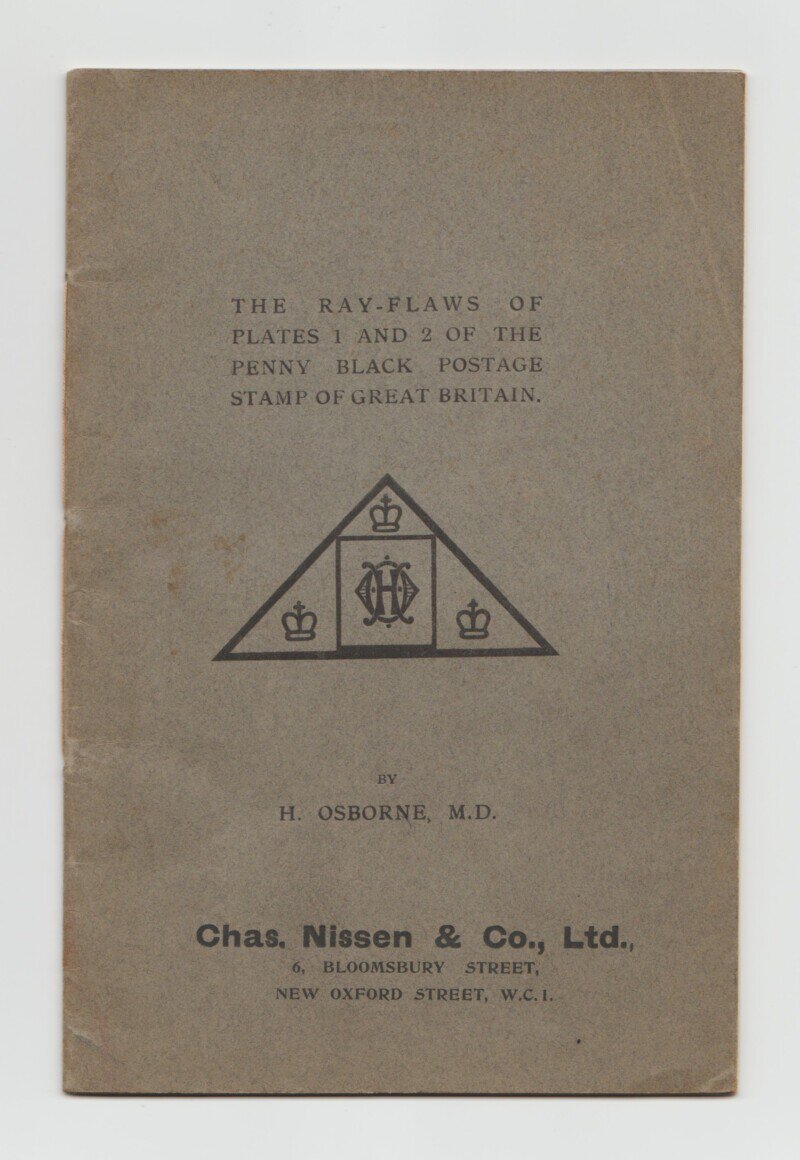 THE RAY-FLAWS OF
PLATES 1 AND 2 OF THE
PENNY BLACK POSTAGE
STAMP OF GREAT BRITAIN.
HO
BY
H. OSBORNE, M.D.
Chas. Nissen & Co., Ltd.,
6, BLOOMSBURY STREET,
NEW OXFORD STREET, W.C.1.